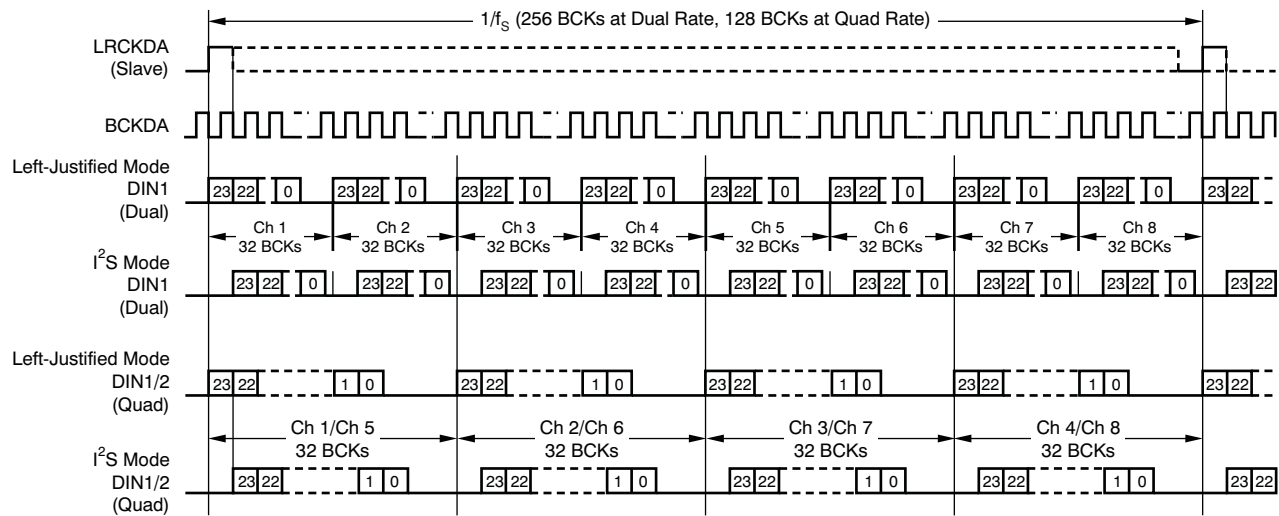 1/fS (256 BCKs at Dual Rate, 128 BCKs at Quad Rate)
LRCKDA
(Slave)
BCKDA
Left-Justified Mode
DIN1
(Dual)
23 22 0 23 22 0 23 22 0 23 22 0 23 22 0 23 22 0 23 22 0 23 22 0 23 22
Ch 1 Ch 2 Ch 3 Ch 4 Ch 5 Ch 6 Ch 7 Ch 8
32 BCKs 32 BCKs 32 BCKs 32 BCKs 32 BCKs 32 BCKs 32 BCKs 32 BCKs
I²S Mode
DIN1
(Dual)
23 22 0 23 22 0 23 22 0 23 22 0 23 22 0 23 22 0 23 22 0 23 22 0 23 22
Left-Justified Mode
DIN1/2
(Quad)
23 22 1 0 23 22 1 0 23 22 1 0 23 22 1 0 23 22
Ch 1/Ch 5 Ch 2/Ch 6 Ch 3/Ch 7 Ch 4/Ch 8
32 BCKs 32 BCKs 32 BCKs 32 BCKs
I²S Mode
DIN1/2
(Quad)
23 22 1 0 23 22 1 0 23 22 1 0 23 22 1 0 23 22